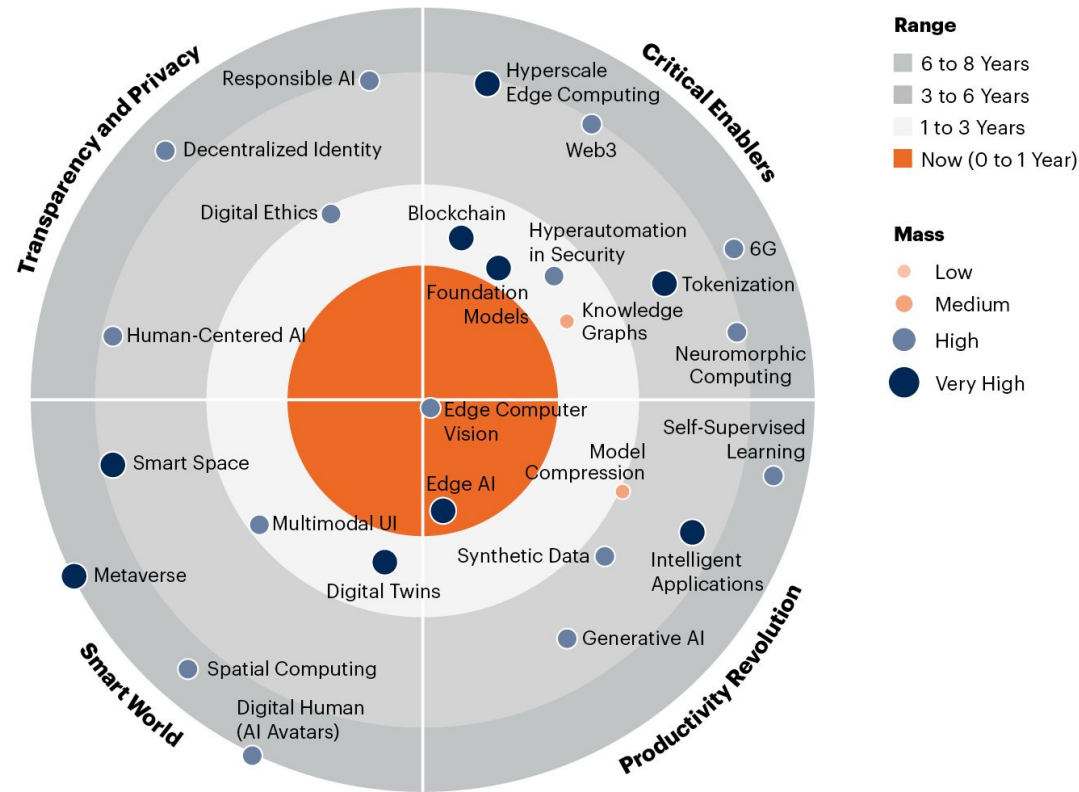 Transparency and Privacy
Responsible AI
Decentralized Identity
Digital Ethics
Human-Centered AI
Critical Enablers
Hyperscale
Edge Computing
Web3
Blockchain
Hyperautomation
in Security
Foundation
Models
Knowledge
Graphs
6G
Tokenization
Neuromorphic
Computing
Smart World
Smart Space
Multimodal UI
Digital Twins
Metaverse
Spatial Computing
Digital Human
(AI Avatars)
Productivity Revolution
Edge Computer
Vision
Edge AI
Model
Compression
Self-Supervised
Learning
Synthetic Data
Intelligent
Applications
Generative AI
Range
6 to 8 Years
3 to 6 Years
1 to 3 Years
Now (0 to 1 Year)
Mass
Low
Medium
High
Very High